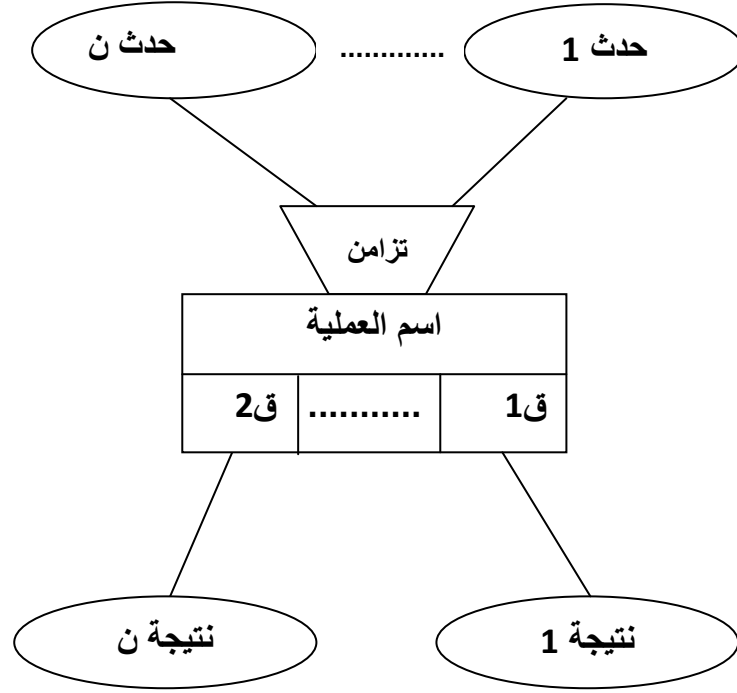 حدث 1
.............
حدث ن
تزامن
اسم العملية
ق1
...........
ق2
نتيجة 1
نتيجة ن